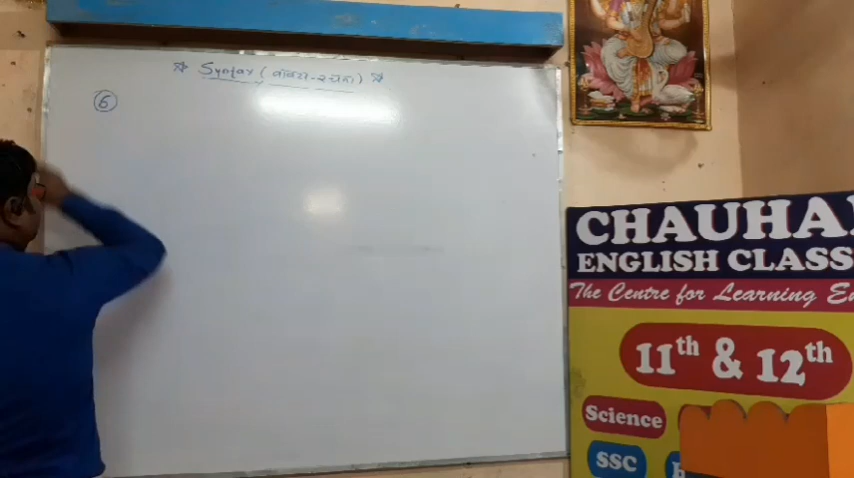 ☆ Syntax (वाक्य-रचना) ☆
⑥
CHAUHA
ENGLISH CLASS
The Centre for Learning E
11th & 12th
Science
SSC